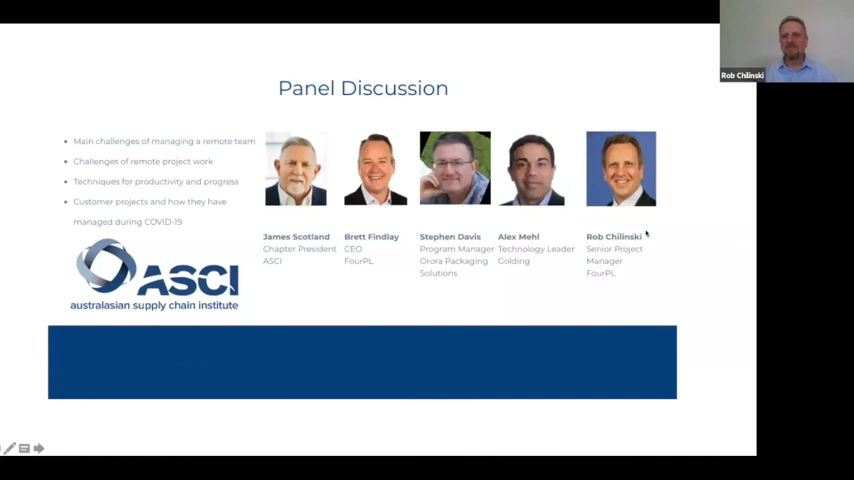 Rob Chilinski
Panel Discussion
Main challenges of managing a remote team
Challenges of remote project work
Techniques for productivity and progress
Customer projects and how they have
managed during COVID-19
ASCI
australasian supply chain institute
James Scotland
Chapter President
ASCI
Brett Findlay
CEO
FourPL
Stephen Davis
Program Manager
Orora Packaging
Solutions
Alex Mehl
Technology Leader
Golding
Rob Chilinski
Senior Project
Manager
FourPL